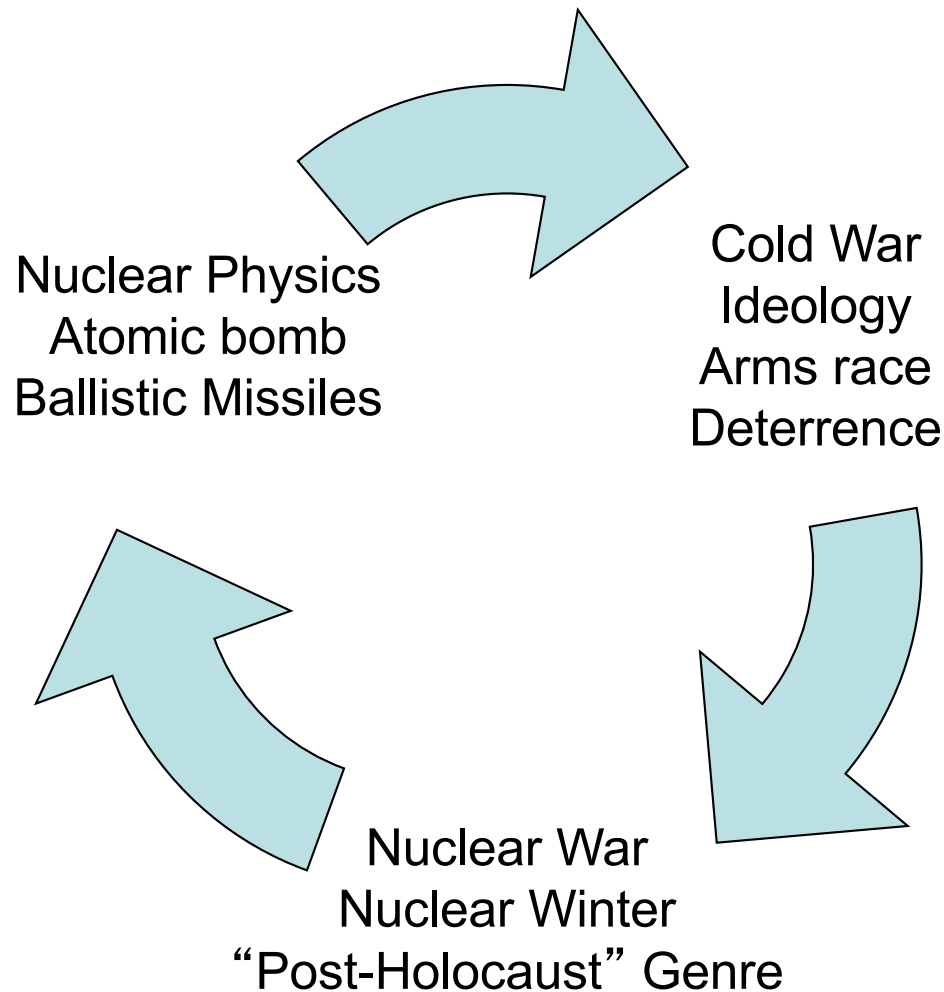 Nuclear Physics
Atomic bomb
Ballistic Missiles
Cold War
Ideology
Arms race
Deterrence
Nuclear War
Nuclear Winter
“Post-Holocaust” Genre